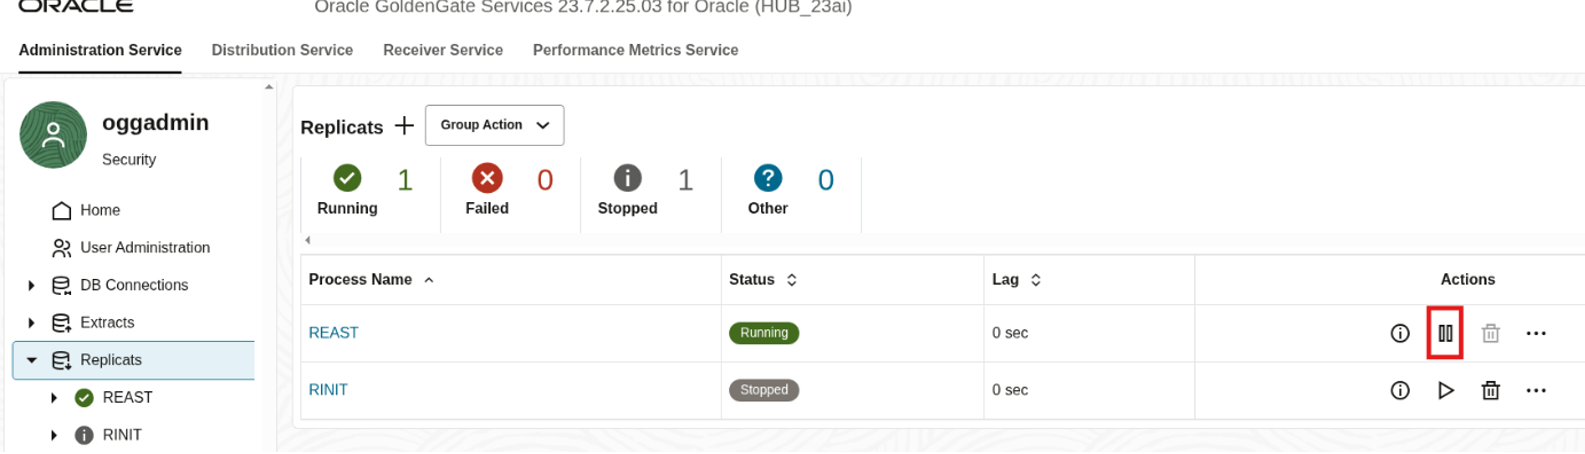 ORACLE
Oracle GoldenGate Services 23.7.2.25.03 for Oracle (HUB_23ai)
Administration Service
Distribution Service
Receiver Service
Performance Metrics Service
oggadmin
Security
Home
User Administration
DB Connections
Extracts
Replicats
REAST
RINIT
Replicats
Group Action
1
Running
0
Failed
1
Stopped
0
Other
Process Name
Status
Lag
Actions
REAST
Running
0 sec
RINIT
Stopped
0 sec